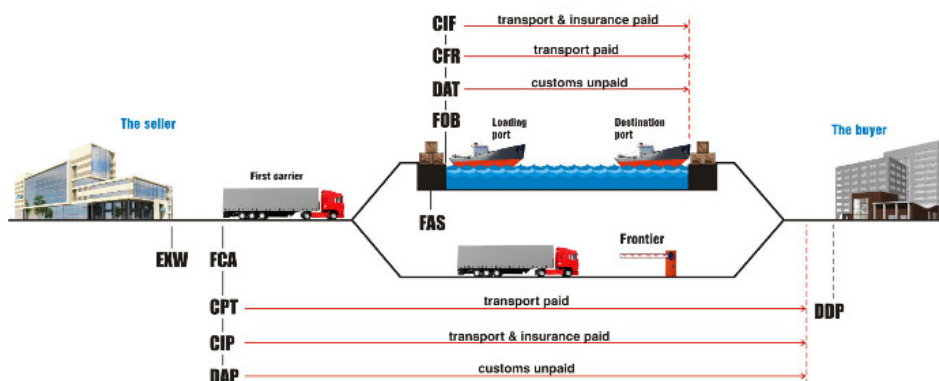 CIF transport & insurance paid
CFR transport paid
DAT customs unpaid
FOB
The seller
Loading port
Destination port
The buyer
First carrier
FAS
EXW
FCA
Frontier
CPT transport paid
DDP
CIP transport & insurance paid
DAP customs unpaid